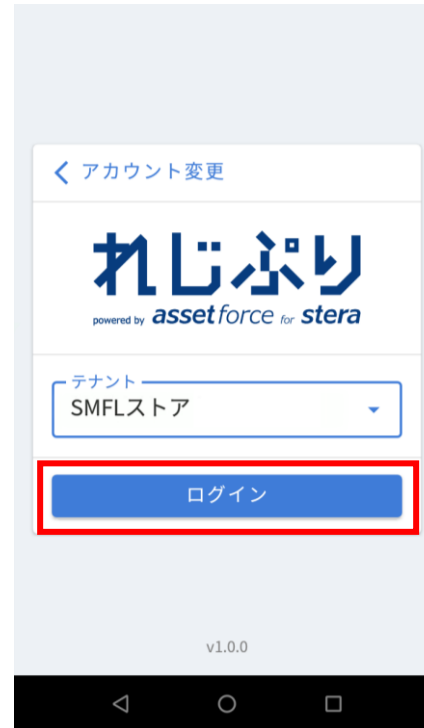 アカウント変更
れじぷり
powered by assetforce for stera
テナント
SMFLストア
ログイン
v1.0.0